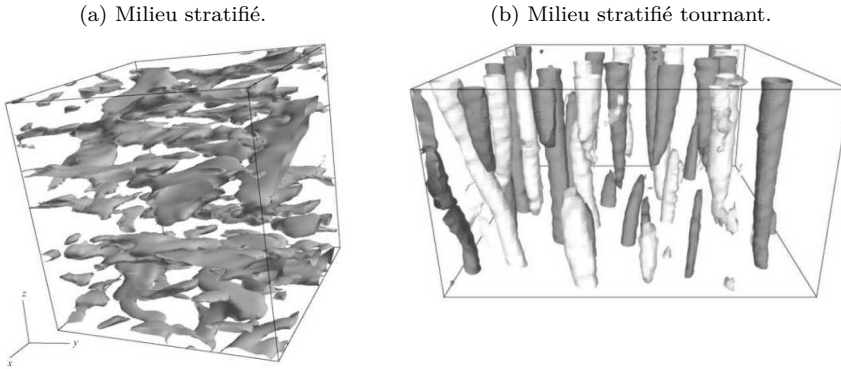 (a) Milieu stratifié.
(b) Milieu stratifié tournant.
z
y
x